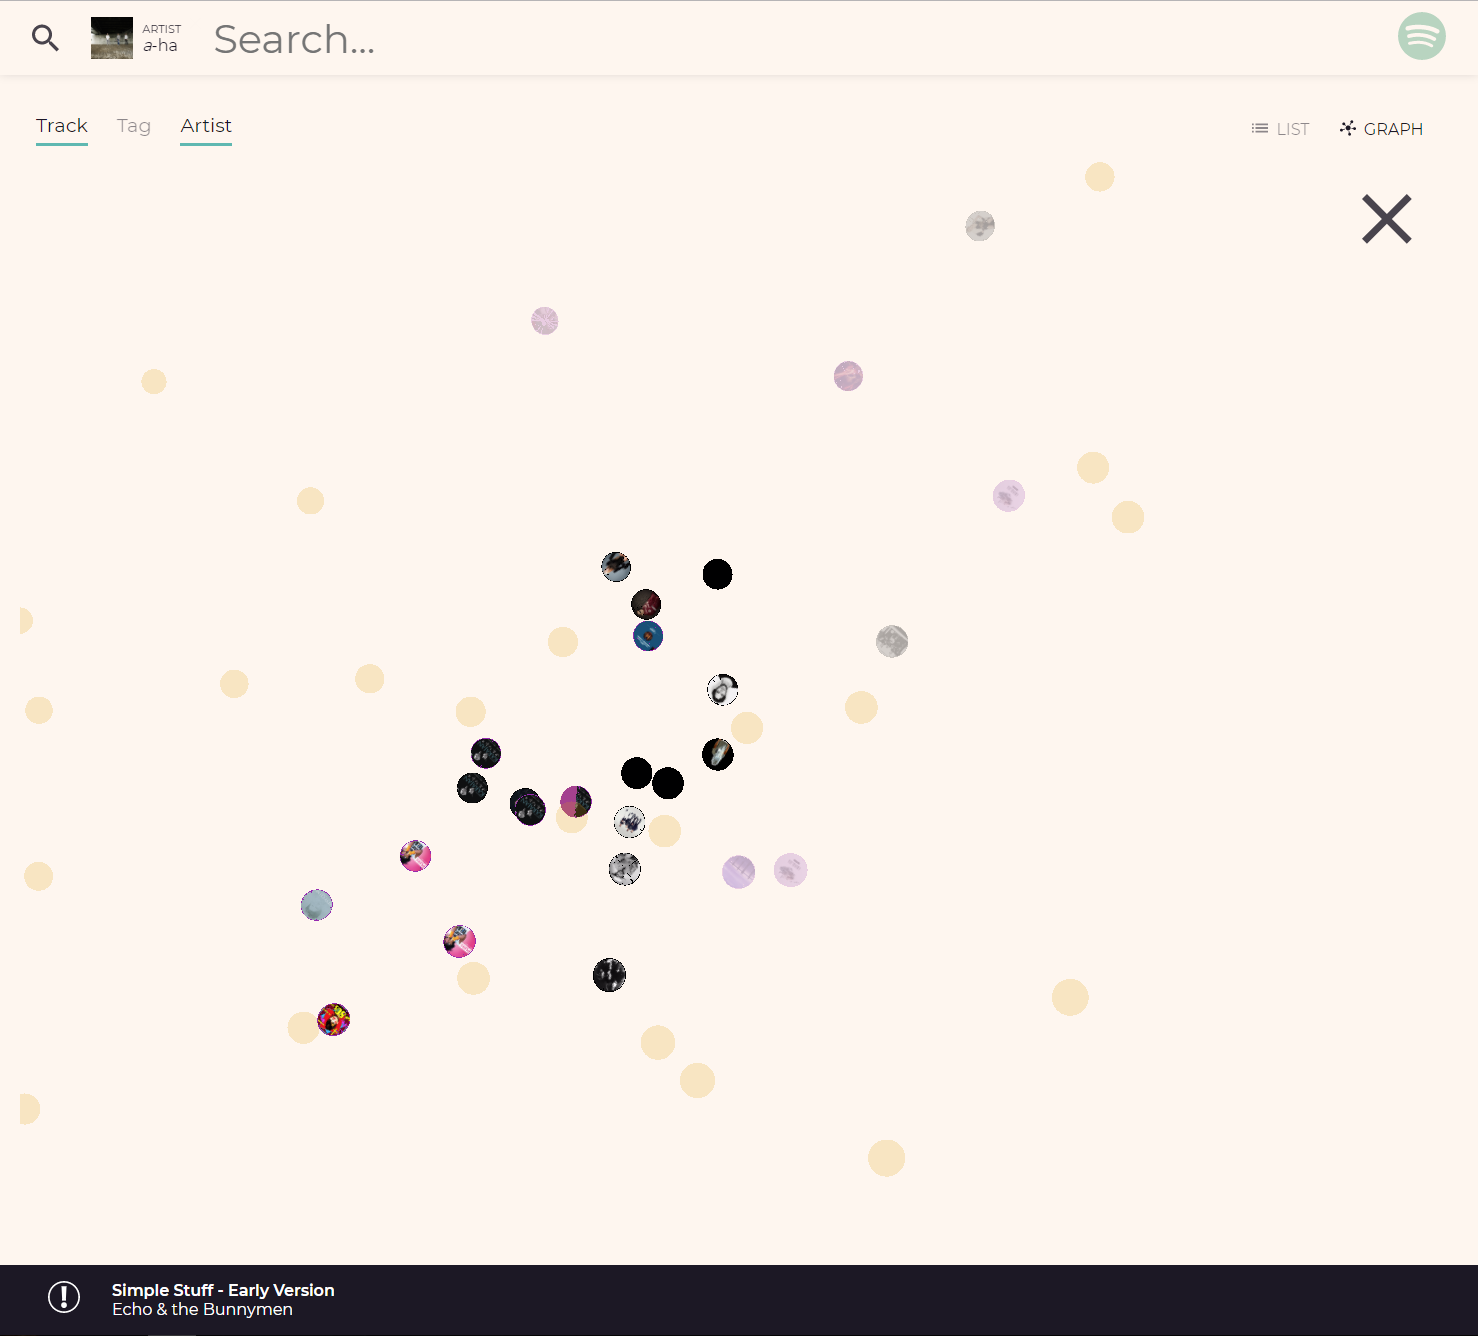 ARTIST
a-ha
Search...
Track Tag Artist
LIST GRAPH
Simple Stuff - Early Version
Echo & the Bunnymen